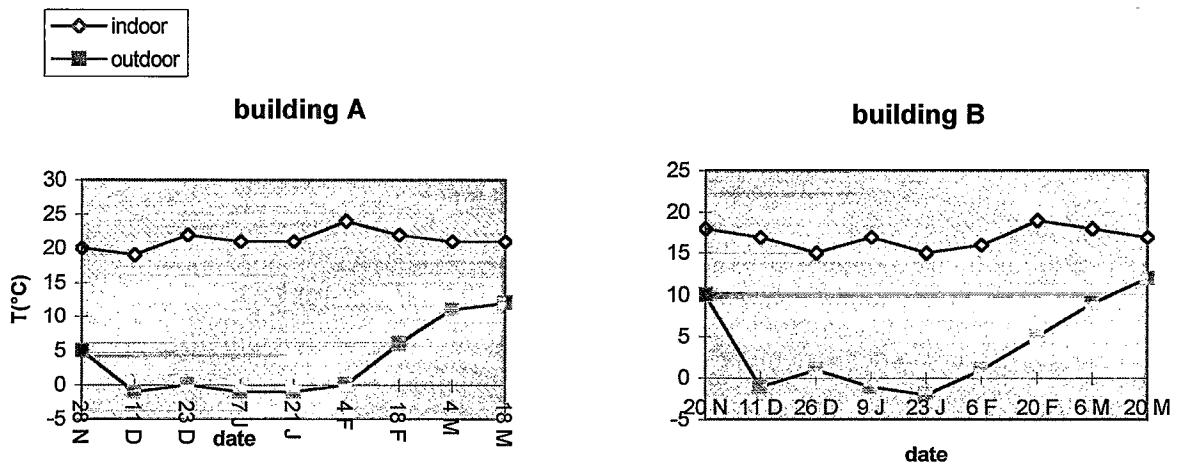 indoor
outdoor
building A
30
25
20
15
10
5
0
-5
T(°C)
28 N
11 D
23 D
7 J
22 J
4 F
18 F
4 M
18 M
date
building B
25
20
15
10
5
0
-5
20 N
11 D
26 D
9 J
23 J
6 F
20 F
6 M
20 M
date